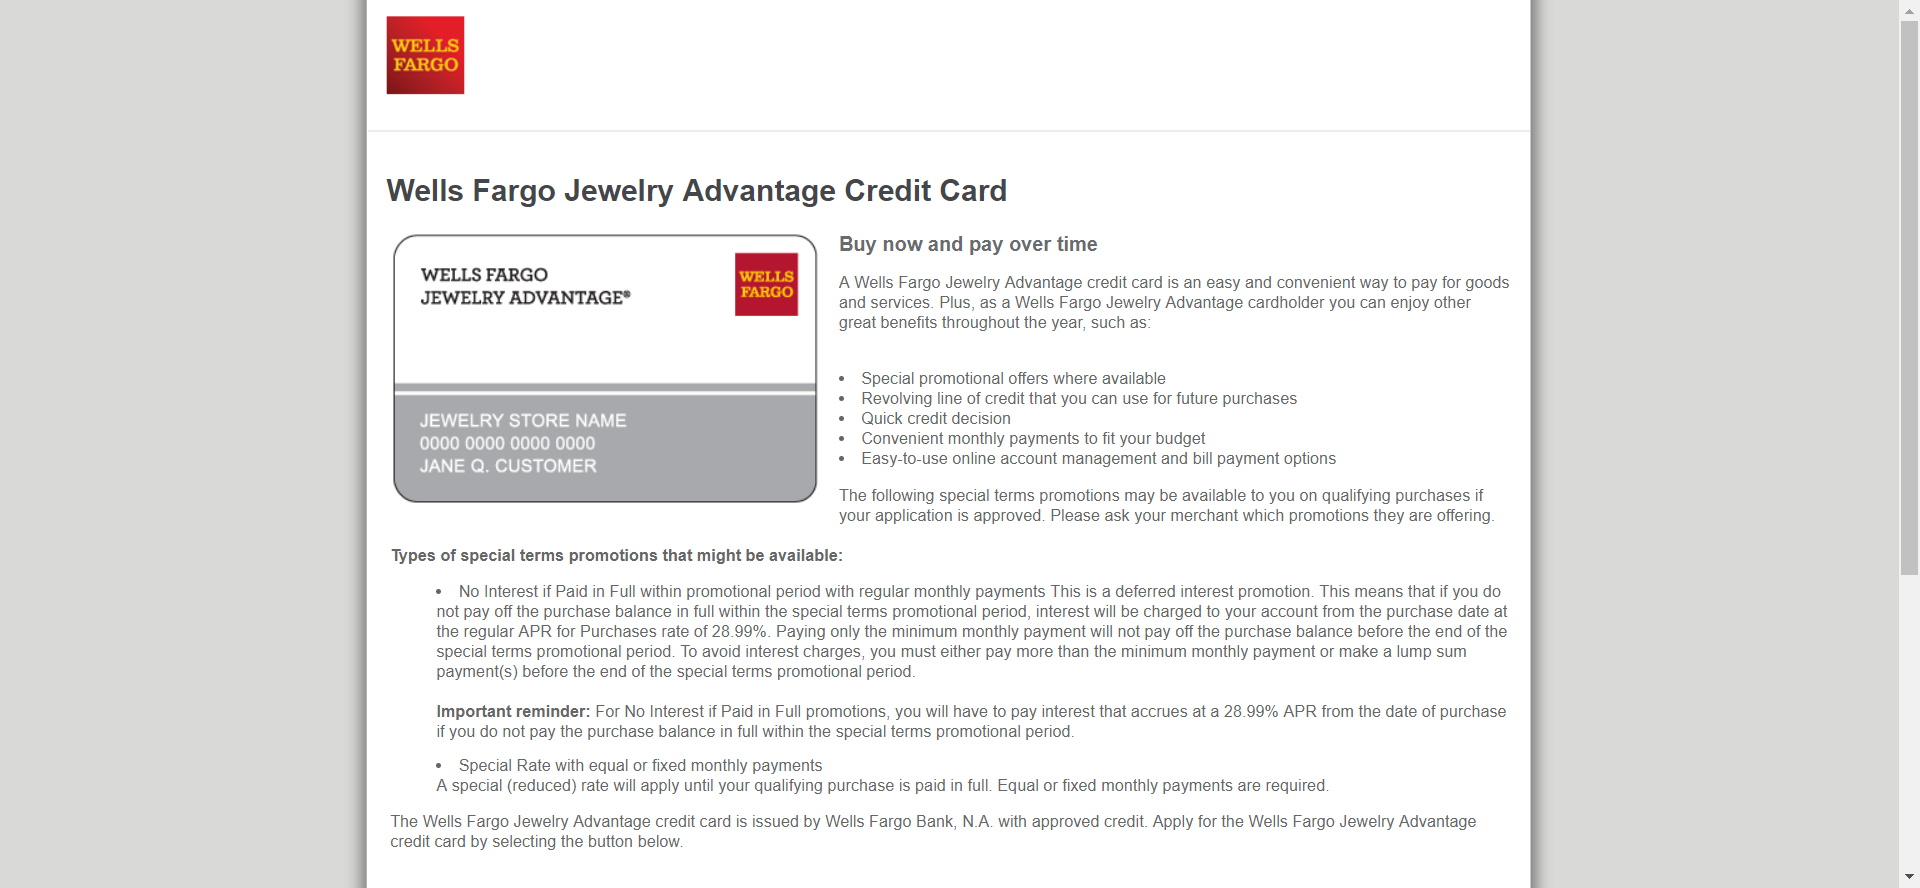 WELLS
FARGO
Wells Fargo Jewelry Advantage Credit Card
WELLS FARGO
JEWELRY ADVANTAGE®
WELLS
FARGO
JEWELRY STORE NAME
0000 0000 0000 0000
JANE Q. CUSTOMER
Buy now and pay over time
A Wells Fargo Jewelry Advantage credit card is an easy and convenient way to pay for goods
and services. Plus, as a Wells Fargo Jewelry Advantage cardholder you can enjoy other
great benefits throughout the year, such as:
• Special promotional offers where available
• Revolving line of credit that you can use for future purchases
• Quick credit decision
• Convenient monthly payments to fit your budget
• Easy-to-use online account management and bill payment options
The following special terms promotions may be available to you on qualifying purchases if
your application is approved. Please ask your merchant which promotions they are offering.
Types of special terms promotions that might be available:
• No Interest if Paid in Full within promotional period with regular monthly payments This is a deferred interest promotion. This means that if you do
not pay off the purchase balance in full within the special terms promotional period, interest will be charged to your account from the purchase date at
the regular APR for Purchases rate of 28.99%. Paying only the minimum monthly payment will not pay off the purchase balance before the end of the
special terms promotional period. To avoid interest charges, you must either pay more than the minimum monthly payment or make a lump sum
payment(s) before the end of the special terms promotional period.
Important reminder: For No Interest if Paid in Full promotions, you will have to pay interest that accrues at a 28.99% APR from the date of purchase
if you do not pay the purchase balance in full within the special terms promotional period.
• Special Rate with equal or fixed monthly payments
A special (reduced) rate will apply until your qualifying purchase is paid in full. Equal or fixed monthly payments are required.
The Wells Fargo Jewelry Advantage credit card is issued by Wells Fargo Bank, N.A. with approved credit. Apply for the Wells Fargo Jewelry Advantage
credit card by selecting the button below.